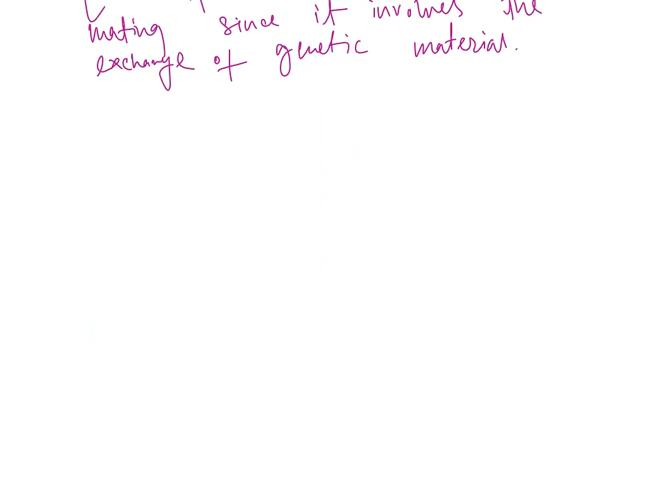 mating since it involves the
exchange of genetic material.